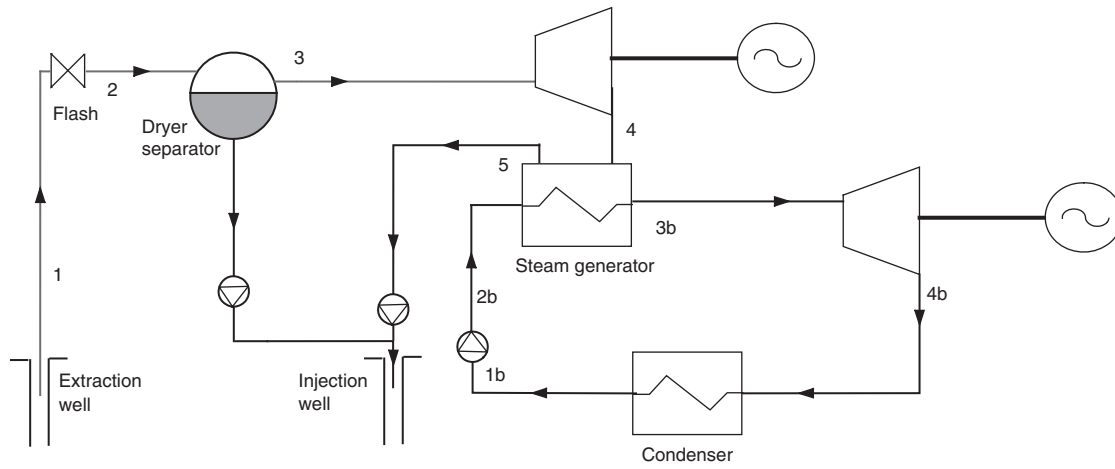 3
2
Flash
Dryer
separator
4
5
3b
Steam generator
1
2b
4b
1b
Extraction
well
Injection
well
Condenser